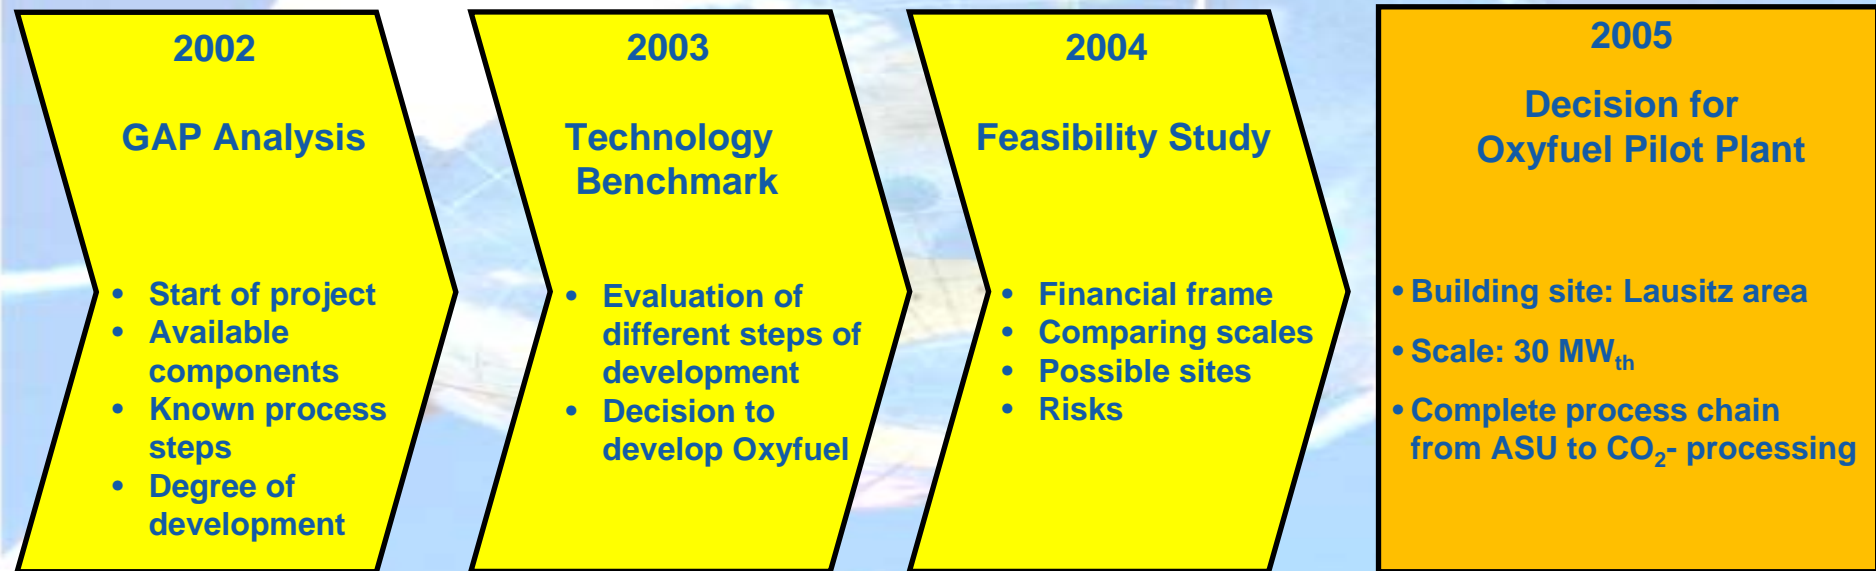 2002
GAP Analysis
• Start of project
• Available
components
• Known process
steps
• Degree of
development
2003
Technology
Benchmark
• Evaluation of
different steps of
development
• Decision to
develop Oxyfuel
2004
Feasibility Study
• Financial frame
• Comparing scales
• Possible sites
• Risks
2005
Decision for
Oxyfuel Pilot Plant
• Building site: Lausitz area
• Scale: 30 MWth
• Complete process chain
from ASU to CO2- processing